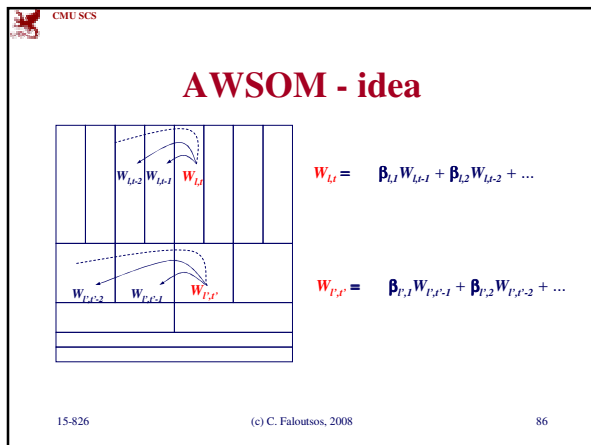 CMU SCS
AWSOM - idea
W_{l,t-2} W_{l,t-1} W_{l,t}
W_{l,t} = β_{l,1}W_{l,t-1} + β_{l,2}W_{l,t-2} + ...
W_{l',t'-2} W_{l',t'-1} W_{l',t'}
W_{l',t'} = β_{l',1}W_{l',t'-1} + β_{l',2}W_{l',t'-2} + ...
15-826 (c) C. Faloutsos, 2008 86